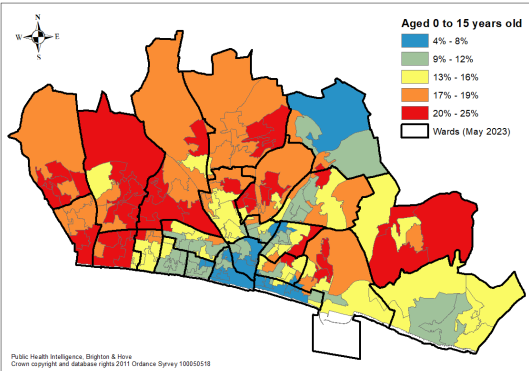 N
W E
S
Aged 0 to 15 years old
4% - 8%
9% - 12%
13% - 16%
17% - 19%
20% - 25%
Wards (May 2023)
Public Health Intelligence, Brighton & Hove
Crown copyright and database rights 2011 Ordance Syrvey 100050518